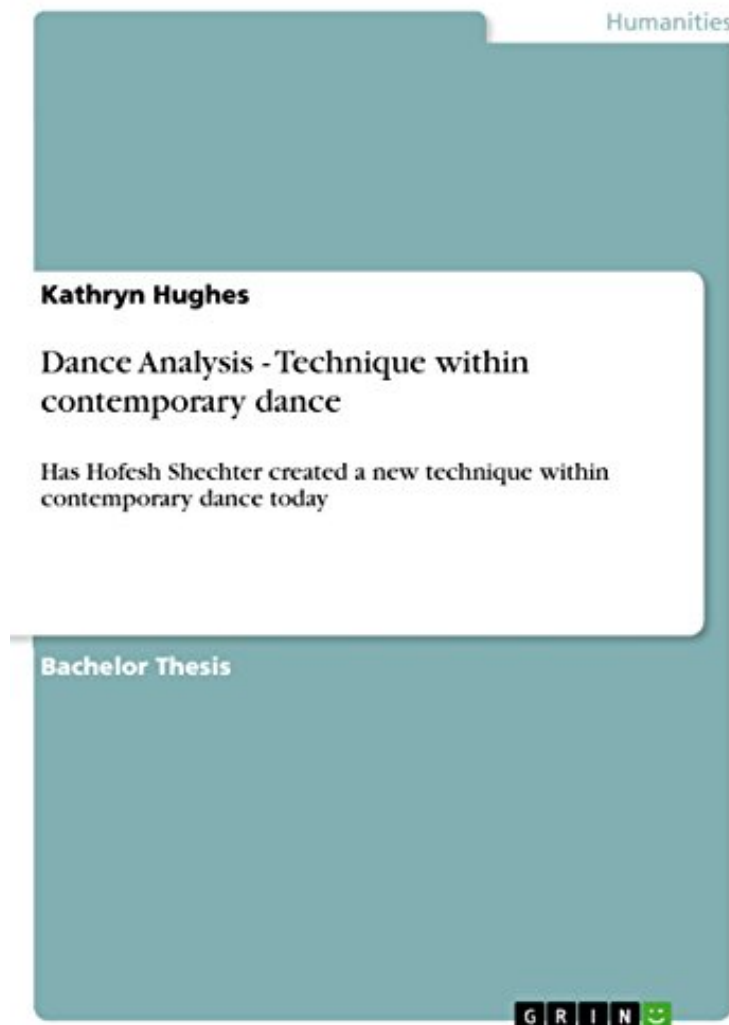 Humanities
Kathryn Hughes
Dance Analysis - Technique within
contemporary dance
Has Hofesh Shechter created a new technique within
contemporary dance today
Bachelor Thesis
GRIN